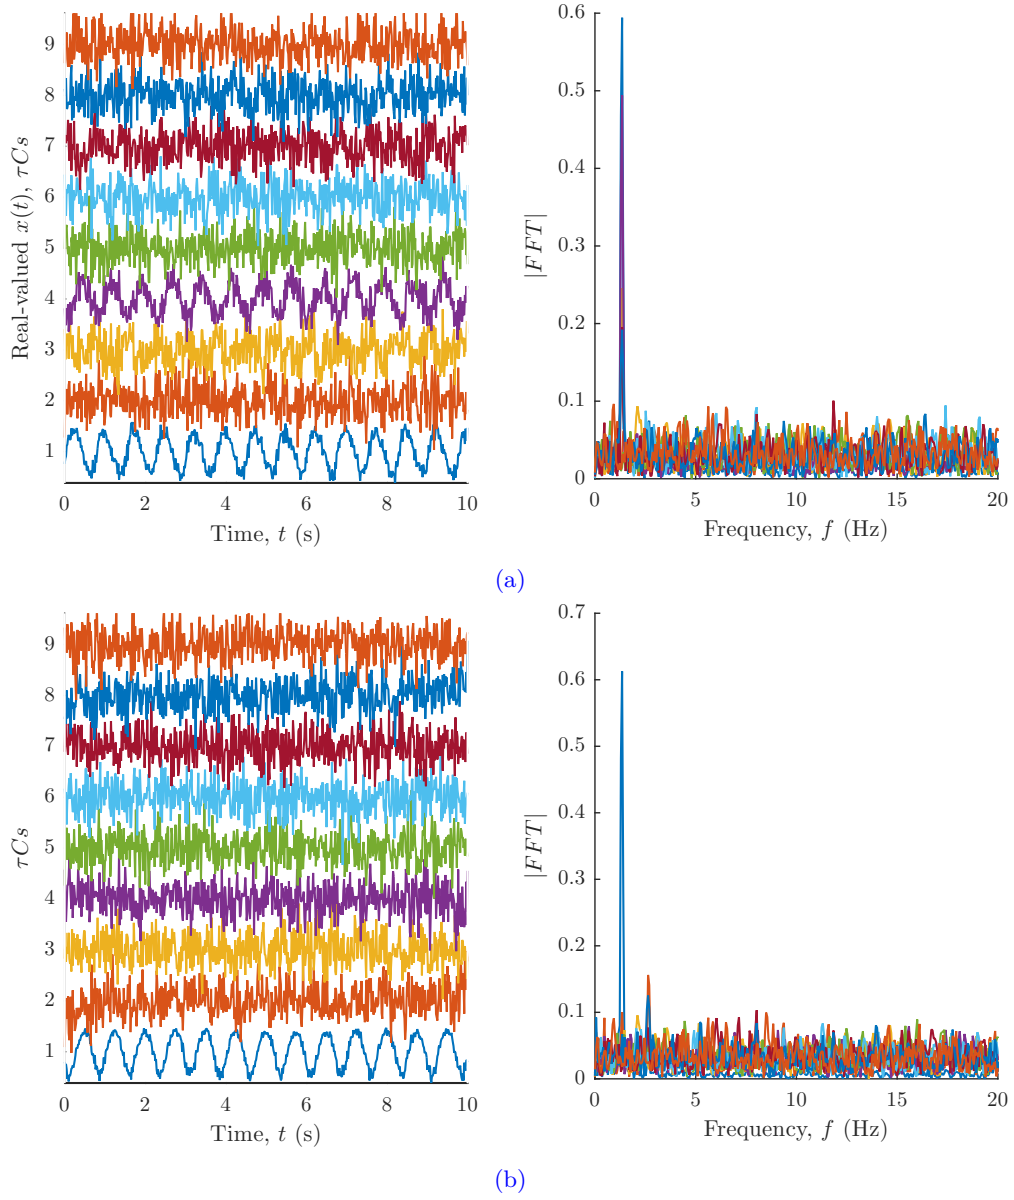 Real-valued x(t), τCs
9
8
7
6
5
4
3
2
1
0 2 4 6 8 10
Time, t (s)
|FFT|
0.6
0.5
0.4
0.3
0.2
0.1
0
0 5 10 15 20
Frequency, f (Hz)
(a)
τCs
9
8
7
6
5
4
3
2
1
0 2 4 6 8 10
Time, t (s)
|FFT|
0.7
0.6
0.5
0.4
0.3
0.2
0.1
0
0 5 10 15 20
Frequency, f (Hz)
(b)